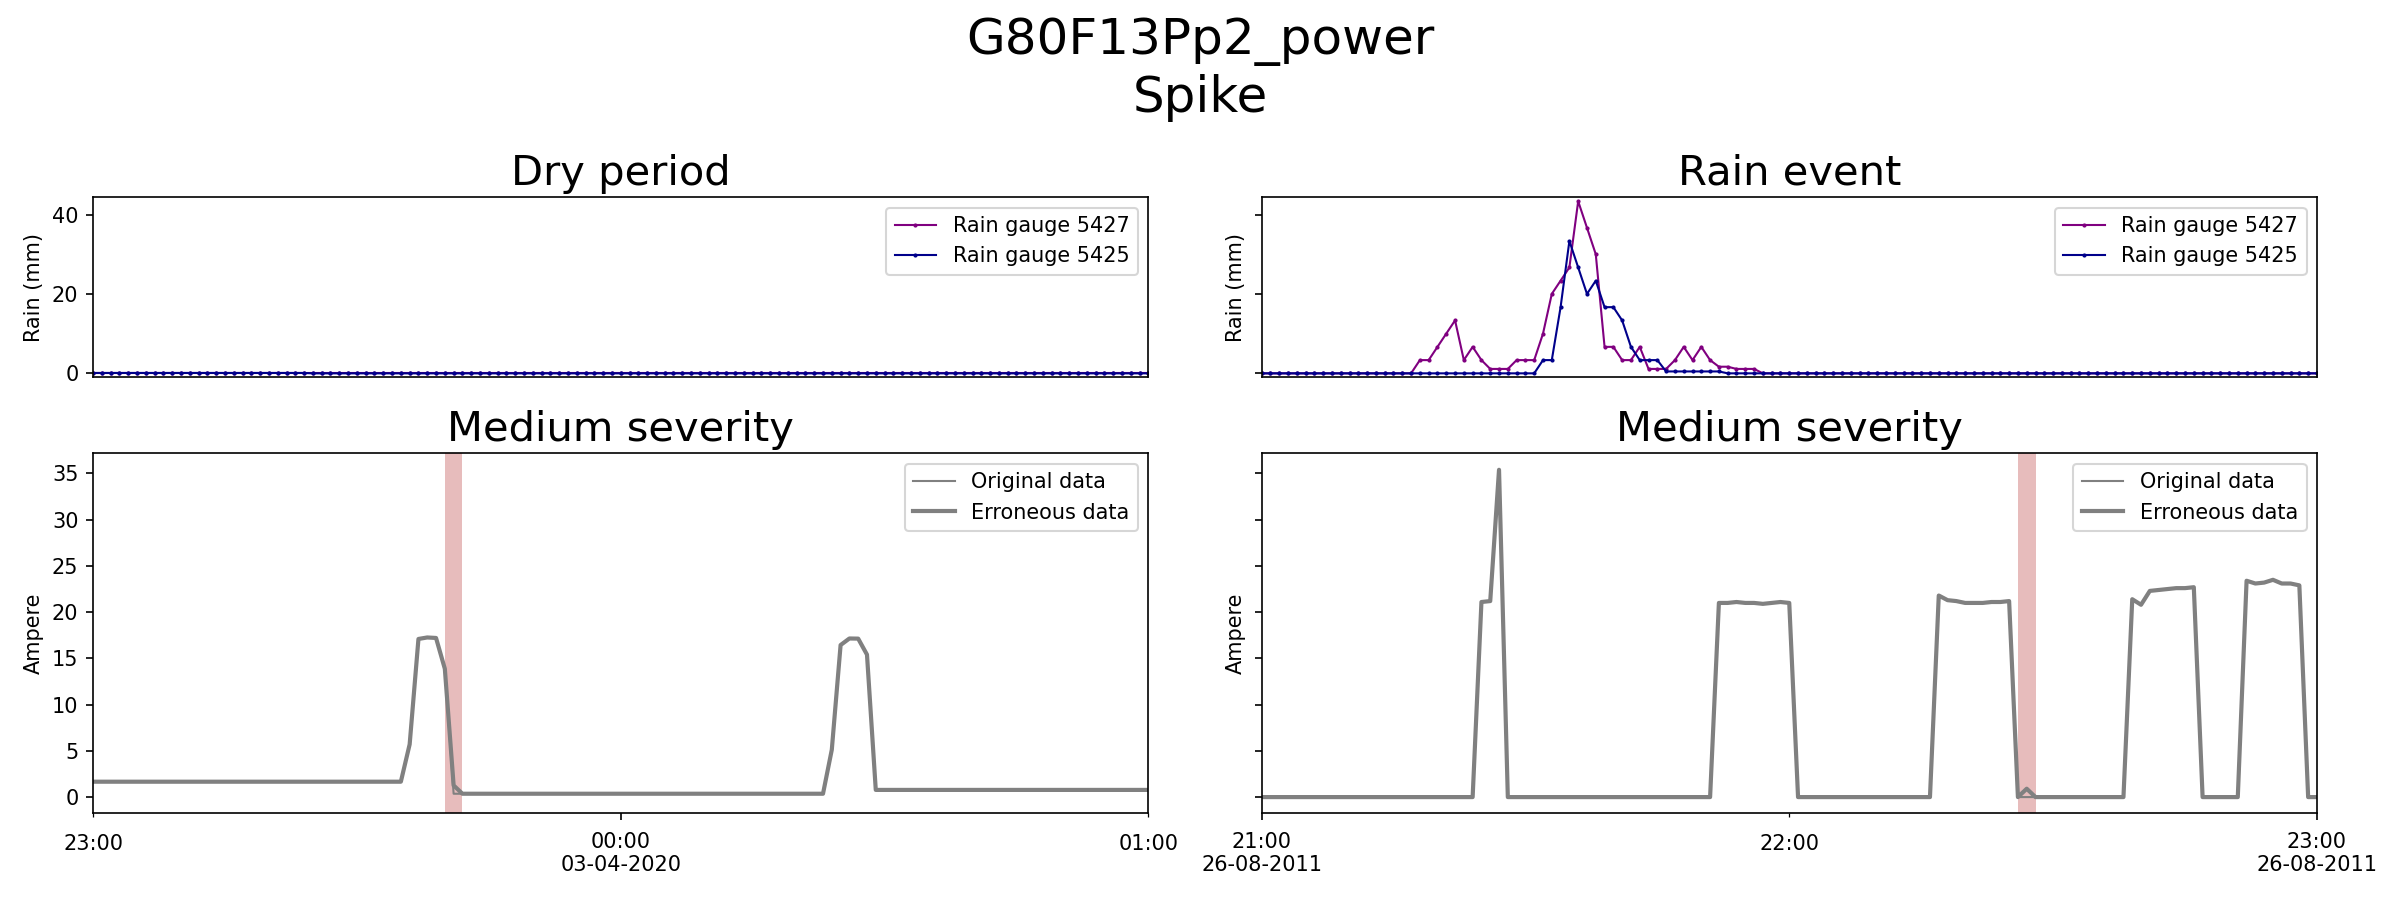 G80F13Pp2_power
Spike
Dry period
Rain event
40
20
0
Rain (mm)
Rain gauge 5427
Rain gauge 5425
Rain (mm)
Rain gauge 5427
Rain gauge 5425
Medium severity
Medium severity
35
30
25
20
15
10
5
0
Ampere
Original data
Erroneous data
Ampere
Original data
Erroneous data
23:00
00:00
03-04-2020
01:00
21:00
26-08-2011
22:00
23:00
26-08-2011